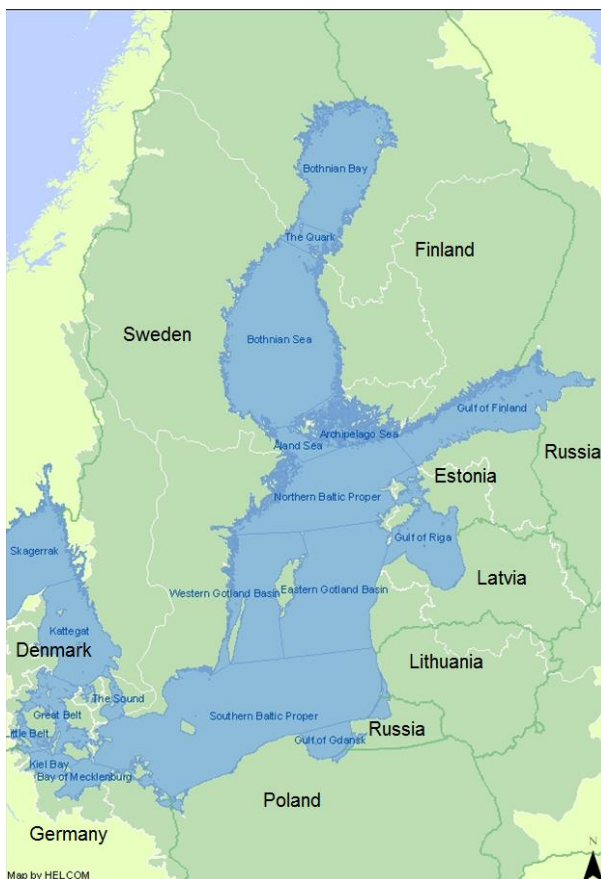 Bothnian Bay
The Quark
Finland
Sweden
Bothnian Sea
Gulf of Finland
Archipelago Sea
Åland Sea
Russia
Estonia
Northern Baltic Proper
Gulf of Riga
Skagerrak
Latvia
Western Gotland Basin
Eastern Gotland Basin
Kattegat
Denmark
Lithuania
The Sound
Great Belt
Southern Baltic Proper
Russia
Little Belt
Gulf of Gdansk
Kiel Bay
Bay of Mecklenburg
Poland
Germany
N
Map by HELCOM